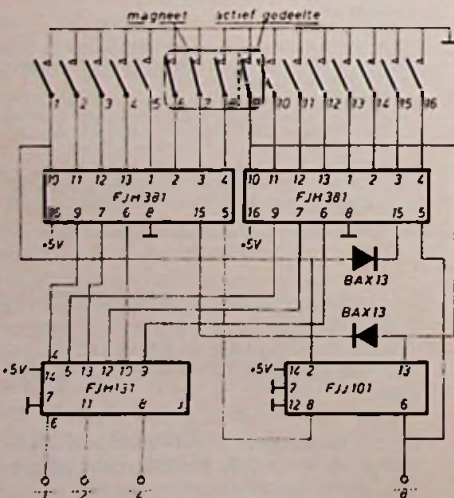 magneet actief gedeelte
1 2 3 4 5 6 7 8 9 10 11 12 13 14 15 16
10 11 12 13 1 2 3 4
FJH381
16 9 7 6 8 15 5
+5V
10 11 12 13 1 2 3 4
FJH381
16 9 7 6 8 15 5
+5V
BAX13
BAX13
4 5 13 12 10 9
+5V 14
FJH131
7 11 8
6
+5V 14 2 13
FJJ101
7
12 8 6
"1" "2" "4" "8"